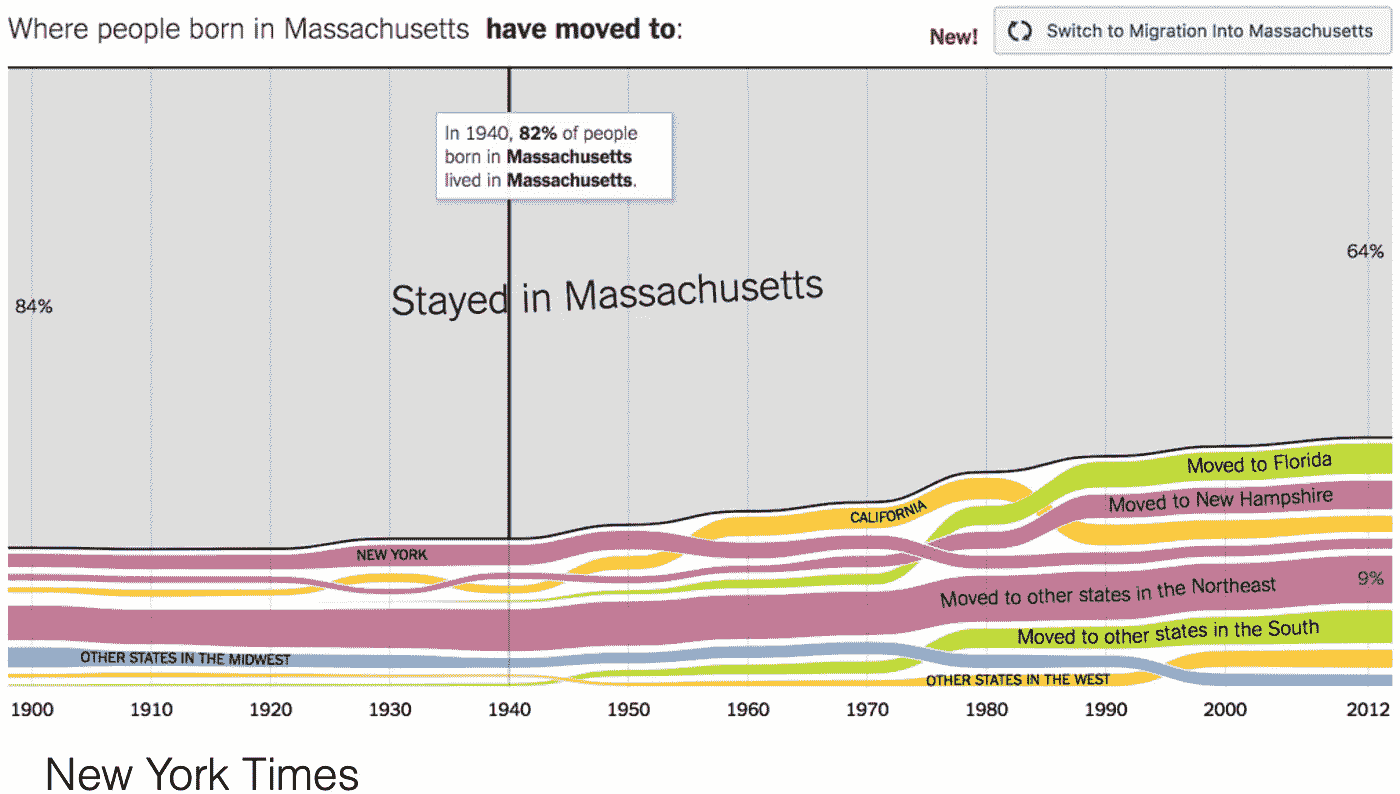 Where people born in Massachusetts have moved to:
New! Switch to Migration Into Massachusetts
In 1940, 82% of people
born in Massachusetts
lived in Massachusetts.
64%
Stayed in Massachusetts
84%
Moved to Florida
Moved to New Hampshire
CALIFORNIA
NEW YORK
9%
Moved to other states in the Northeast
Moved to other states in the South
OTHER STATES IN THE MIDWEST
OTHER STATES IN THE WEST
1900 1910 1920 1930 1940 1950 1960 1970 1980 1990 2000 2012
New York Times